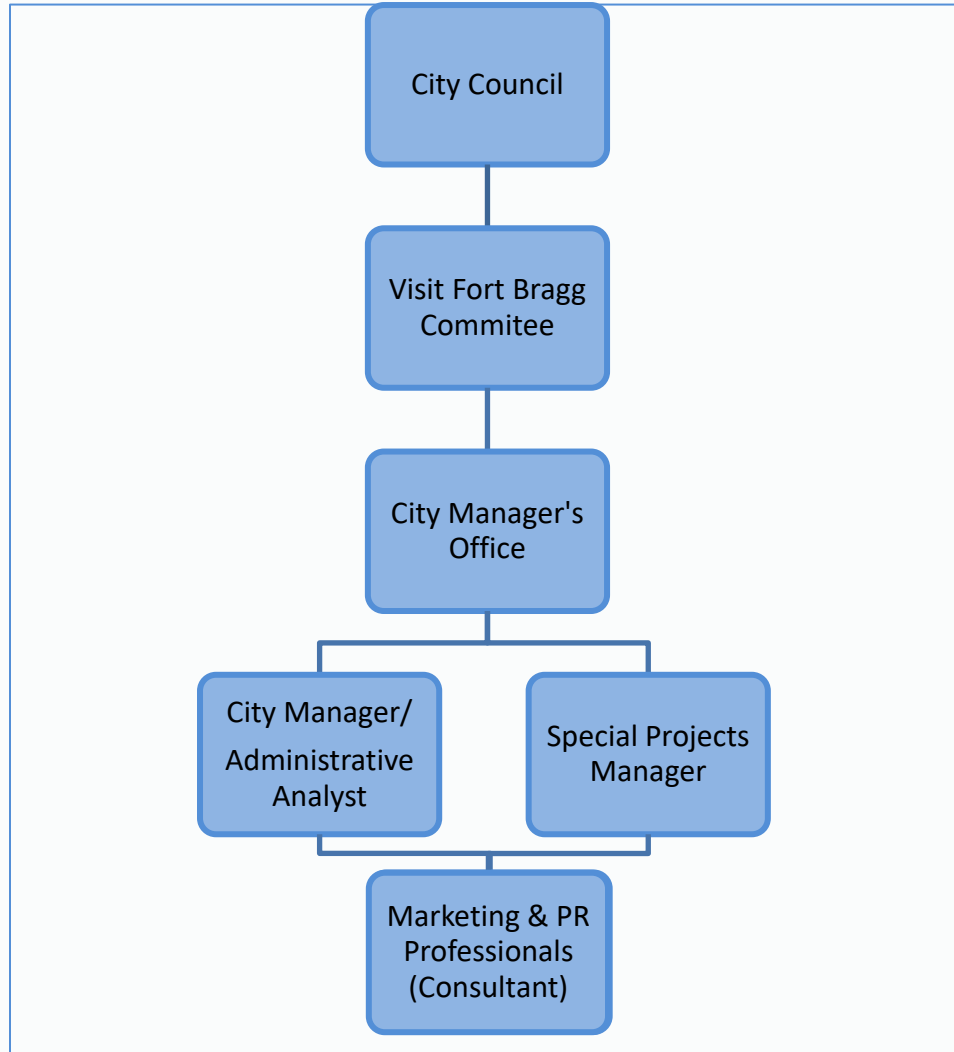 City Council
Visit Fort Bragg
Commitee
City Manager's
Office
City Manager/
Administrative
Analyst
Special Projects
Manager
Marketing & PR
Professionals
(Consultant)